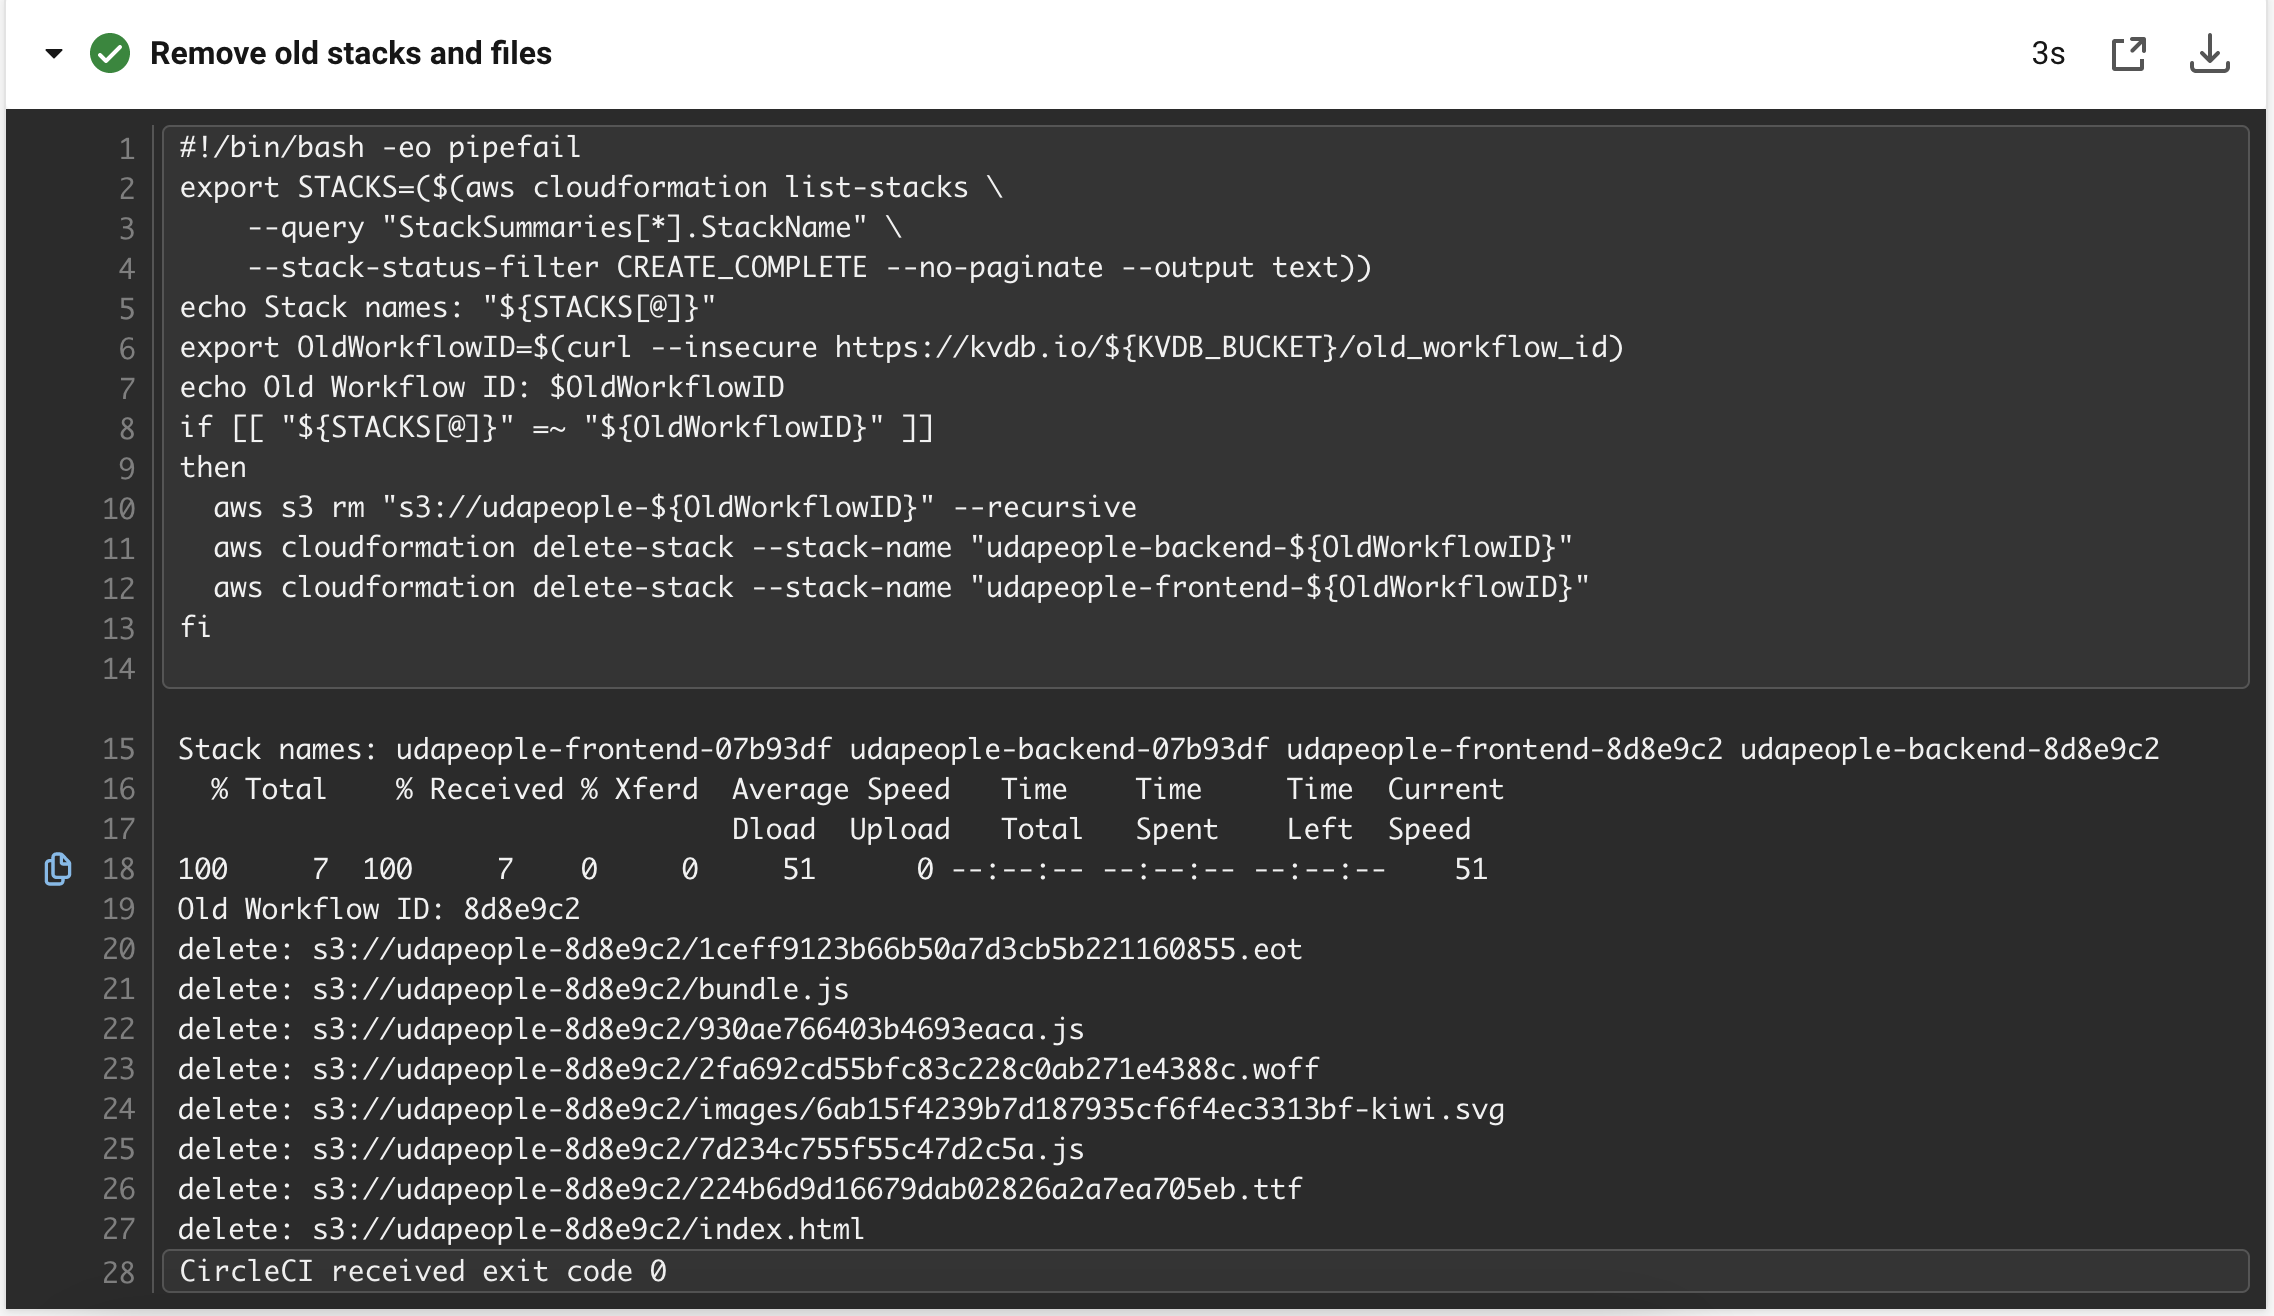 Remove old stacks and files 3s
1 #!/bin/bash -eo pipefail
2 export STACKS=($(aws cloudformation list-stacks \
3     --query "StackSummaries[*].StackName" \
4     --stack-status-filter CREATE_COMPLETE --no-paginate --output text))
5 echo Stack names: "${STACKS[@]}"
6 export OldWorkflowID=$(curl --insecure https://kvdb.io/${KVDB_BUCKET}/old_workflow_id)
7 echo Old Workflow ID: $OldWorkflowID
8 if [[ "${STACKS[@]}" =~ "${OldWorkflowID}" ]]
9 then
10   aws s3 rm "s3://udapeople-${OldWorkflowID}" --recursive
11   aws cloudformation delete-stack --stack-name "udapeople-backend-${OldWorkflowID}"
12   aws cloudformation delete-stack --stack-name "udapeople-frontend-${OldWorkflowID}"
13 fi
14
15 Stack names: udapeople-frontend-07b93df udapeople-backend-07b93df udapeople-frontend-8d8e9c2 udapeople-backend-8d8e9c2
16   % Total    % Received % Xferd  Average Speed   Time    Time     Time  Current
17                                  Dload  Upload   Total   Spent    Left  Speed
18 100     7  100     7    0     0     51      0 --:--:-- --:--:-- --:--:--    51
19 Old Workflow ID: 8d8e9c2
20 delete: s3://udapeople-8d8e9c2/1ceff9123b66b50a7d3cb5b221160855.eot
21 delete: s3://udapeople-8d8e9c2/bundle.js
22 delete: s3://udapeople-8d8e9c2/930ae766403b4693eaca.js
23 delete: s3://udapeople-8d8e9c2/2fa692cd55bfc83c228c0ab271e4388c.woff
24 delete: s3://udapeople-8d8e9c2/images/6ab15f4239b7d187935cf6f4ec3313bf-kiwi.svg
25 delete: s3://udapeople-8d8e9c2/7d234c755f55c47d2c5a.js
26 delete: s3://udapeople-8d8e9c2/224b6d9d16679dab02826a2a7ea705eb.ttf
27 delete: s3://udapeople-8d8e9c2/index.html
28 CircleCI received exit code 0